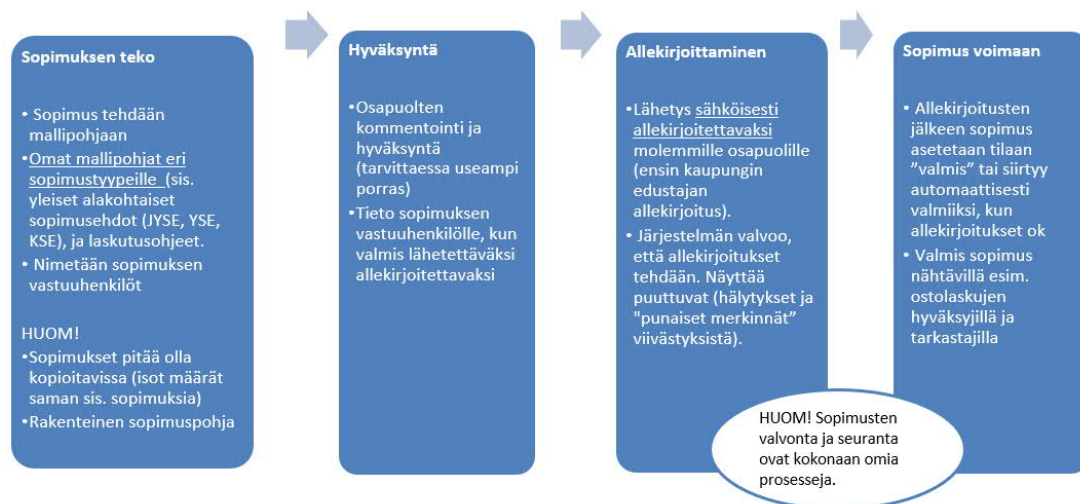 Sopimuksen teko
• Sopimus tehdään
mallipohjaan
• Omat mallipohjat eri
sopimustyypeille (sis.
yleiset alakohtaiset
sopimusehdot (JYSE, YSE,
KSE), ja laskutusohjeet.
• Nimetään sopimuksen
vastuuhenkilöt
HUOM!
•Sopimukset pitää olla
kopioitavissa (isot määrät
saman sis. sopimuksia)
•Rakenteinen sopimuspohja
Hyväksyntä
•Osapuolten
kommentointi ja
hyväksyntä
(tarvittaessa useampi
porras)
•Tieto sopimuksen
vastuuhenkilölle, kun
valmis lähetettäväksi
allekirjoitettavaksi
Allekirjoittaminen
•Lähetys sähköisesti
allekirjoitettavaksi
molemmille osapuolille
(ensin kaupungin
edustajan
allekirjoitus).
• Järjestelmän valvoo,
että allekirjoitukset
tehdään. Näyttää
puuttuvat (hälytykset ja
"punaiset merkinnät”
viivästyksistä).
Sopimus voimaan
• Allekirjoitusten
jälkeen sopimus
asetetaan tilaan
”valmis” tai siirtyy
automaattisesti
valmiiksi, kun
allekirjoitukset ok
• Valmis sopimus
nähtävillä esim.
ostolaskujen
hyväksyjillä ja
tarkastajilla
HUOM! Sopimusten
valvonta ja seuranta
ovat kokonaan omia
prosesseja.